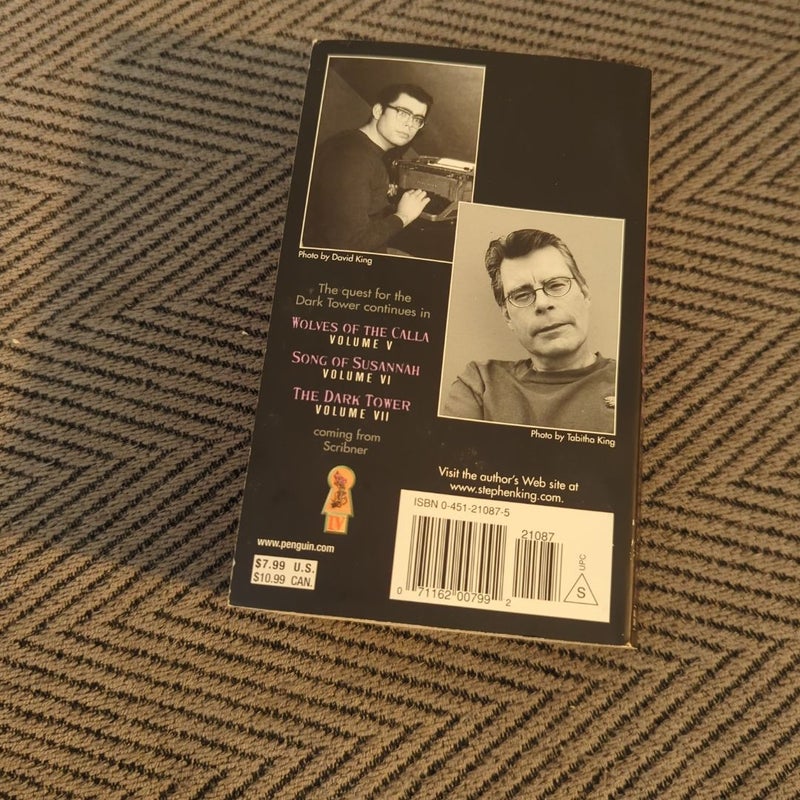 Photo by David King
The quest for the
Dark Tower continues in
WOLVES OF THE CALLA
VOLUME V
SONG OF SUSANNAH
VOLUME VI
THE DARK TOWER
VOLUME VII
coming from
Scribner
IV
www.penguin.com
$7.99 U.S.
$10.99 CAN.
Photo by Tabitha King
Visit the author's Web site at
www.stephenking.com.
ISBN 0-451-21087-5
21087
0 71162 00799 2
UPC
S